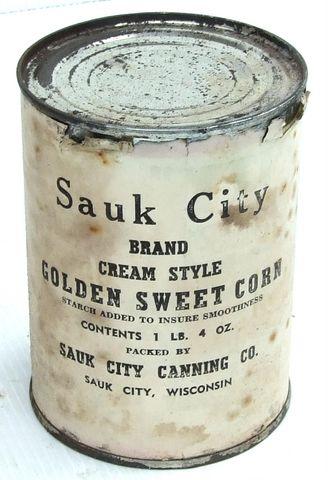 Sauk City
BRAND
CREAM STYLE
GOLDEN SWEET CORN
STARCH ADDED TO INSURE SMOOTHNESS
CONTENTS 1 LB. 4 OZ.
PACKED BY
SAUK CITY CANNING CO.
SAUK CITY, WISCONSIN